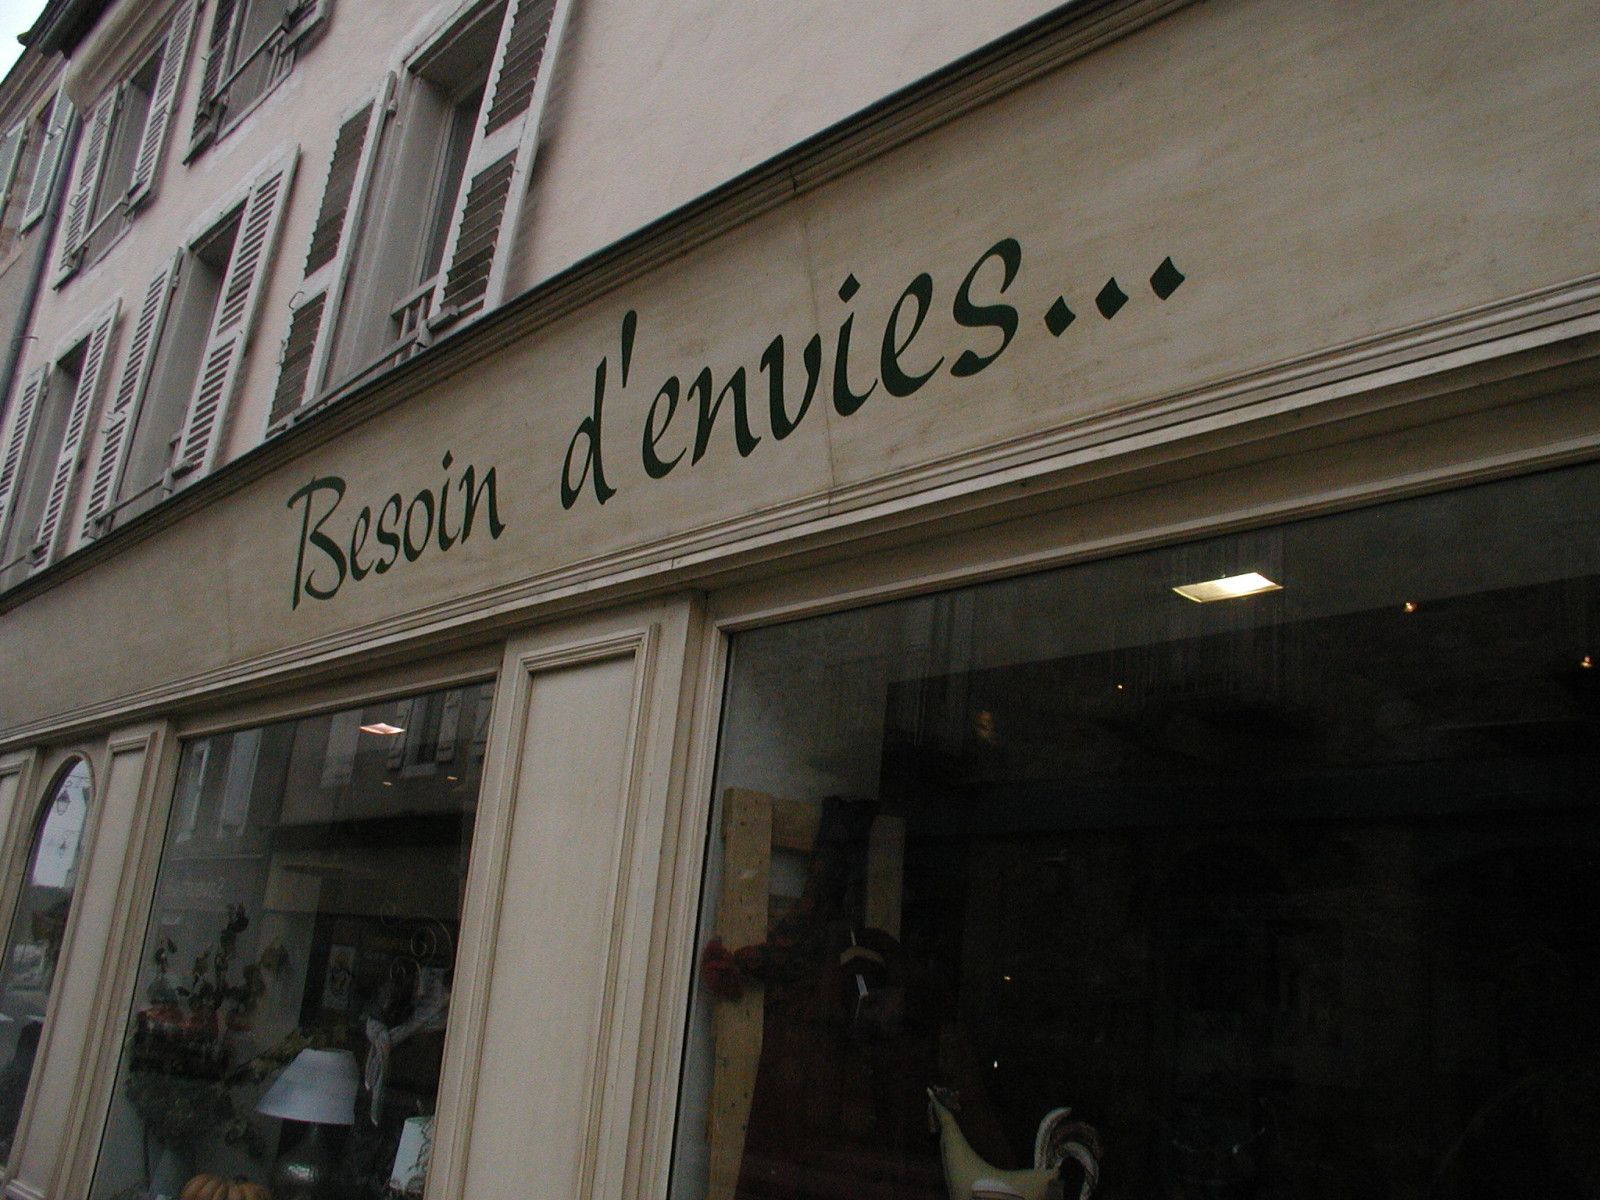 Besoin d'envies...